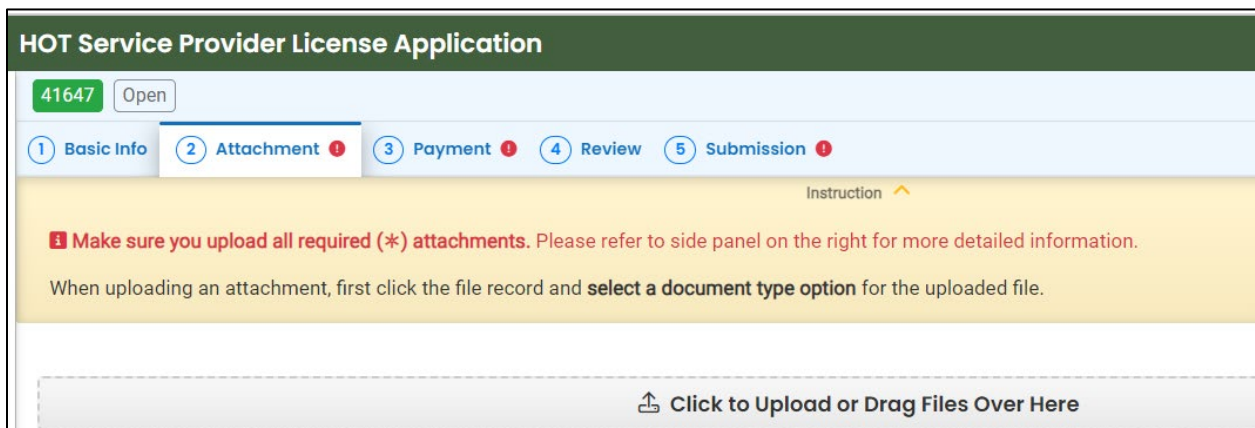 HOT Service Provider License Application
41647 Open
1 Basic Info 2 Attachment ! 3 Payment ! 4 Review 5 Submission !
Instruction
i Make sure you upload all required (*) attachments. Please refer to side panel on the right for more detailed information.
When uploading an attachment, first click the file record and select a document type option for the uploaded file.
Click to Upload or Drag Files Over Here